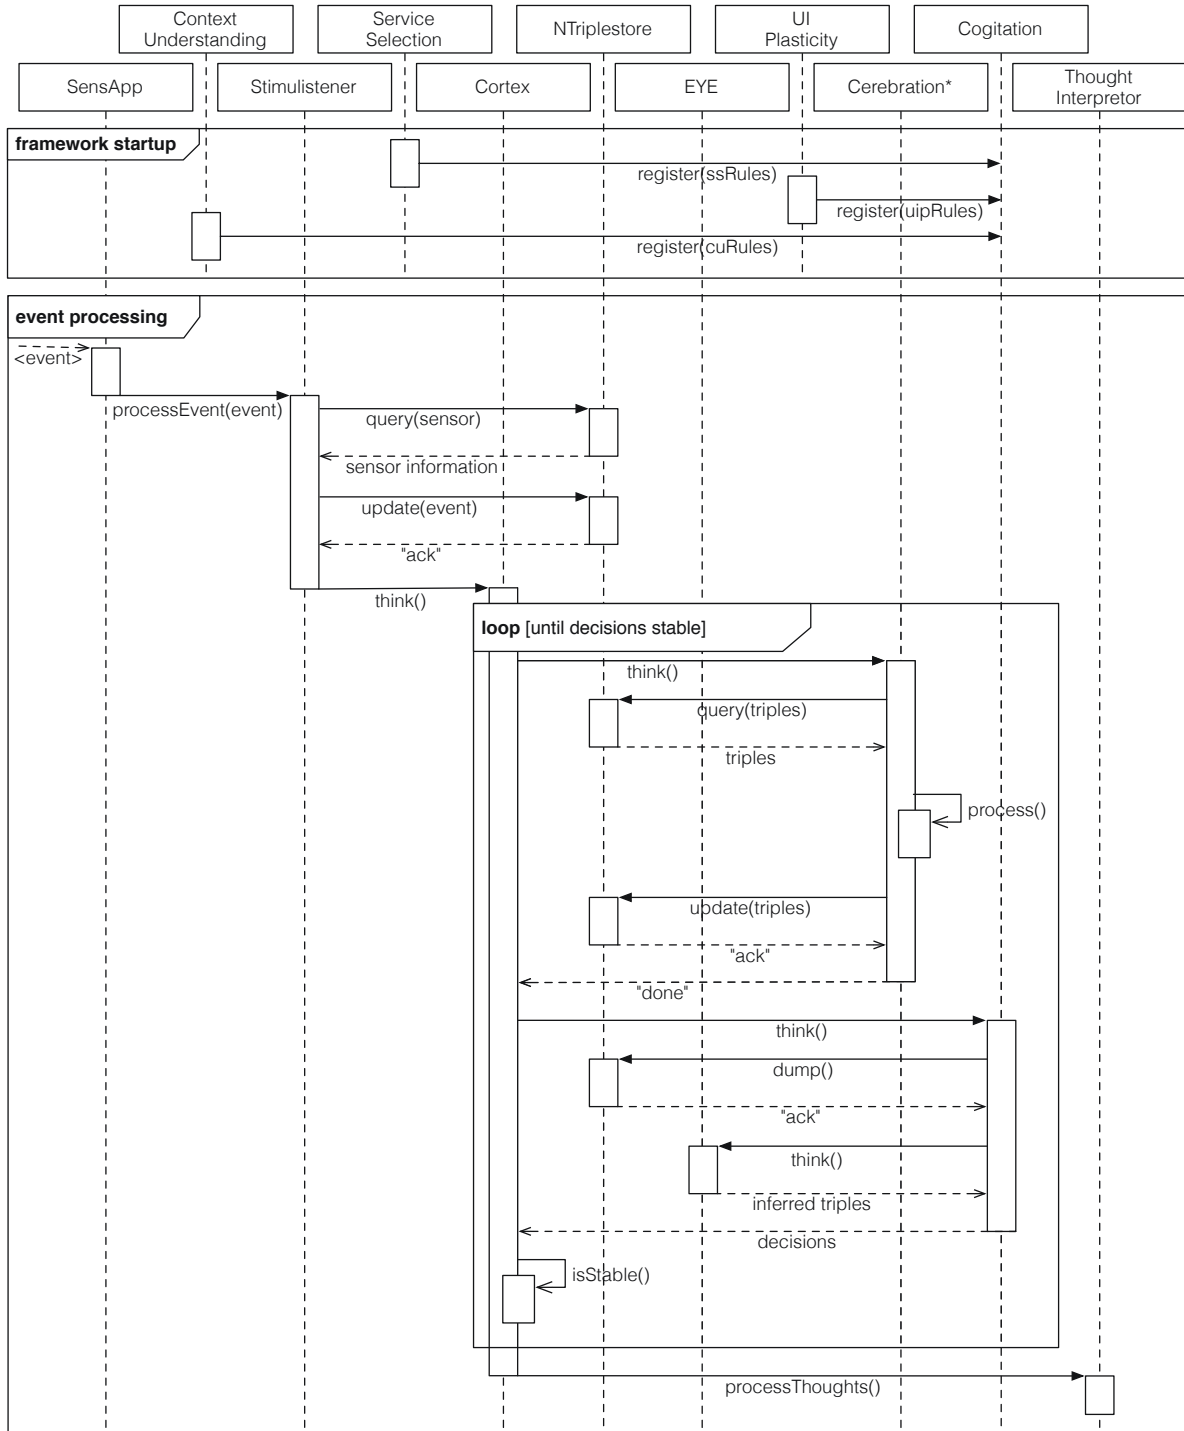 Context
Understanding
Service
Selection
NTriplestore
UI
Plasticity
Cogitation
SensApp
Stimulistener
Cortex
EYE
Cerebration*
Thought
Interpretor
framework startup
register(ssRules)
register(uipRules)
register(cuRules)
event processing
<event>
processEvent(event)
query(sensor)
sensor information
update(event)
"ack"
think()
loop [until decisions stable]
think()
query(triples)
triples
process()
update(triples)
"ack"
"done"
think()
dump()
"ack"
think()
inferred triples
decisions
isStable()
processThoughts()